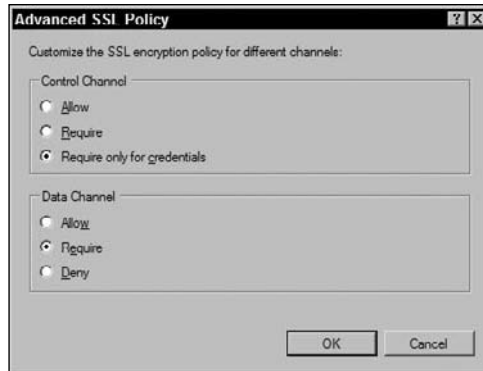 Advanced SSL Policy
? X
Customize the SSL encryption policy for different channels:
Control Channel
Allow
Require
Require only for credentials
Data Channel
Allow
Require
Deny
OK
Cancel